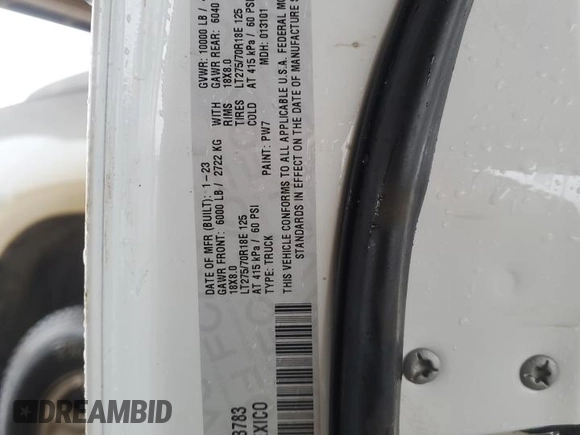 GVWR: 10000 LB /
DATE OF MFR (BUILT): 1-23
GAWR FRONT: 6000 LB / 2722 KG WITH GAWR REAR: 6040
18X8.0 RIMS 18X8.0
LT275/70R18E 125 TIRES LT275/70R18E 125
AT 415 kPa / 60 PSI COLD AT 415 kPa / 60 PSI
TYPE: TRUCK PAINT: PW7 MDH: 013101
THIS VEHICLE CONFORMS TO ALL APPLICABLE U.S.A. FEDERAL MO
STANDARDS IN EFFECT ON THE DATE OF MANUFACTURE S
3783
EXICO
DREAMBID